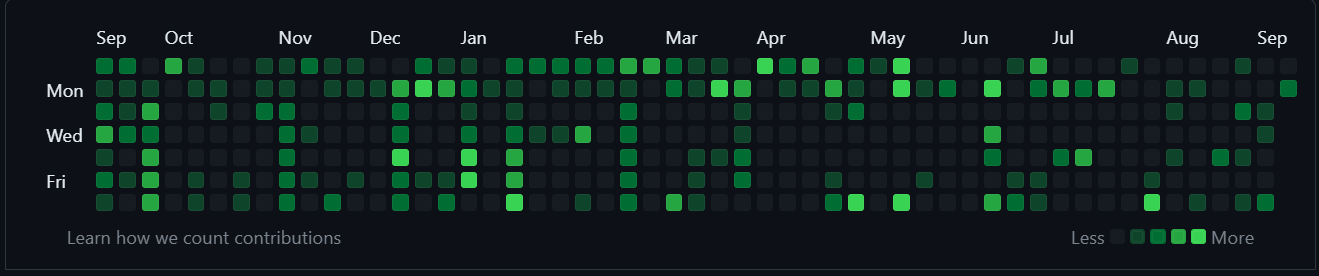 Sep Oct Nov Dec Jan Feb Mar Apr May Jun Jul Aug Sep
Mon
Wed
Fri
Learn how we count contributions Less More